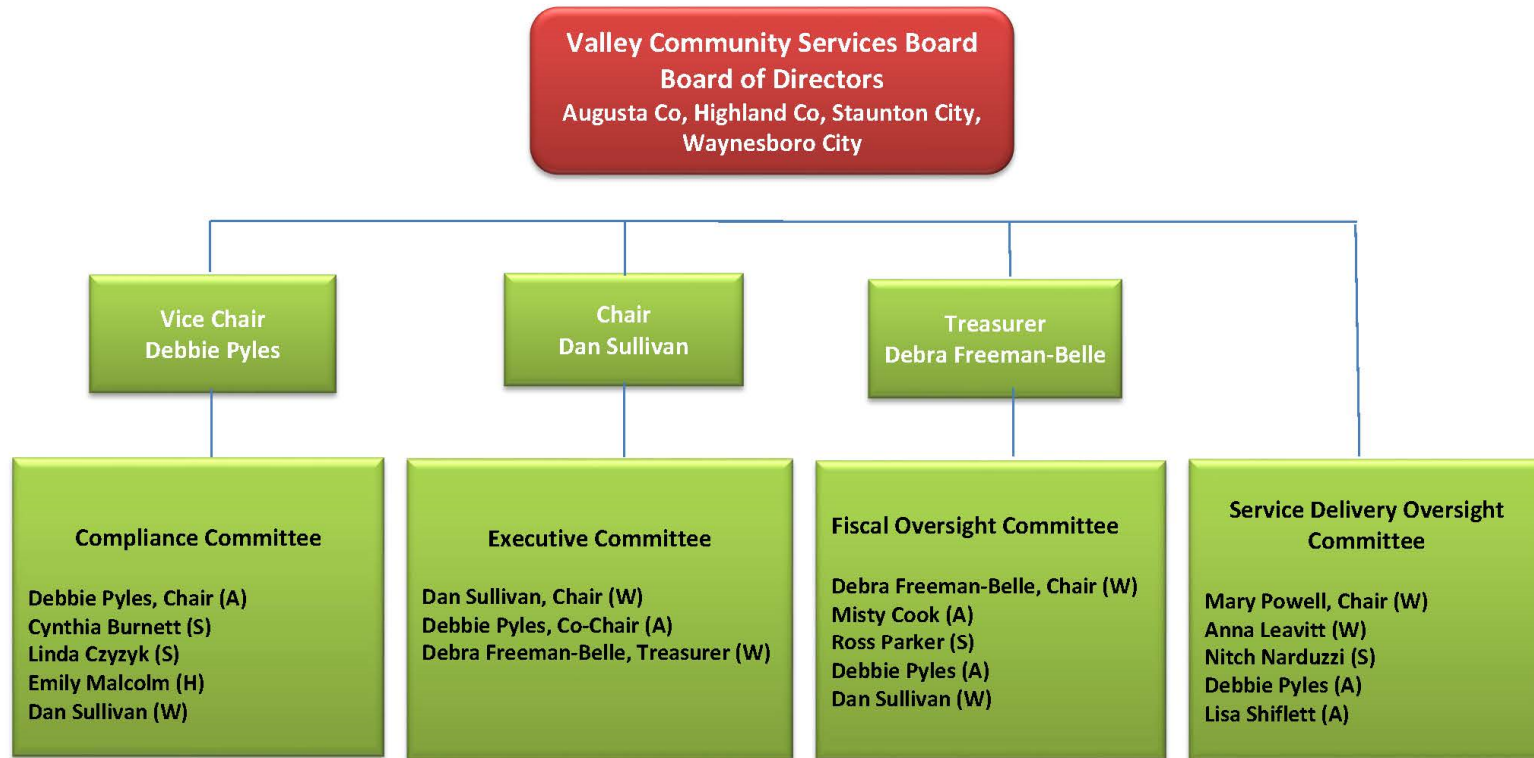 Valley Community Services Board
Board of Directors
Augusta Co, Highland Co, Staunton City,
Waynesboro City
Vice Chair
Debbie Pyles
Chair
Dan Sullivan
Treasurer
Debra Freeman-Belle
Compliance Committee
Debbie Pyles, Chair (A)
Cynthia Burnett (S)
Linda Czyzyk (S)
Emily Malcolm (H)
Dan Sullivan (W)
Executive Committee
Dan Sullivan, Chair (W)
Debbie Pyles, Co-Chair (A)
Debra Freeman-Belle, Treasurer (W)
Fiscal Oversight Committee
Debra Freeman-Belle, Chair (W)
Misty Cook (A)
Ross Parker (S)
Debbie Pyles (A)
Dan Sullivan (W)
Service Delivery Oversight
Committee
Mary Powell, Chair (W)
Anna Leavitt (W)
Nitch Narduzzi (S)
Debbie Pyles (A)
Lisa Shiflett (A)